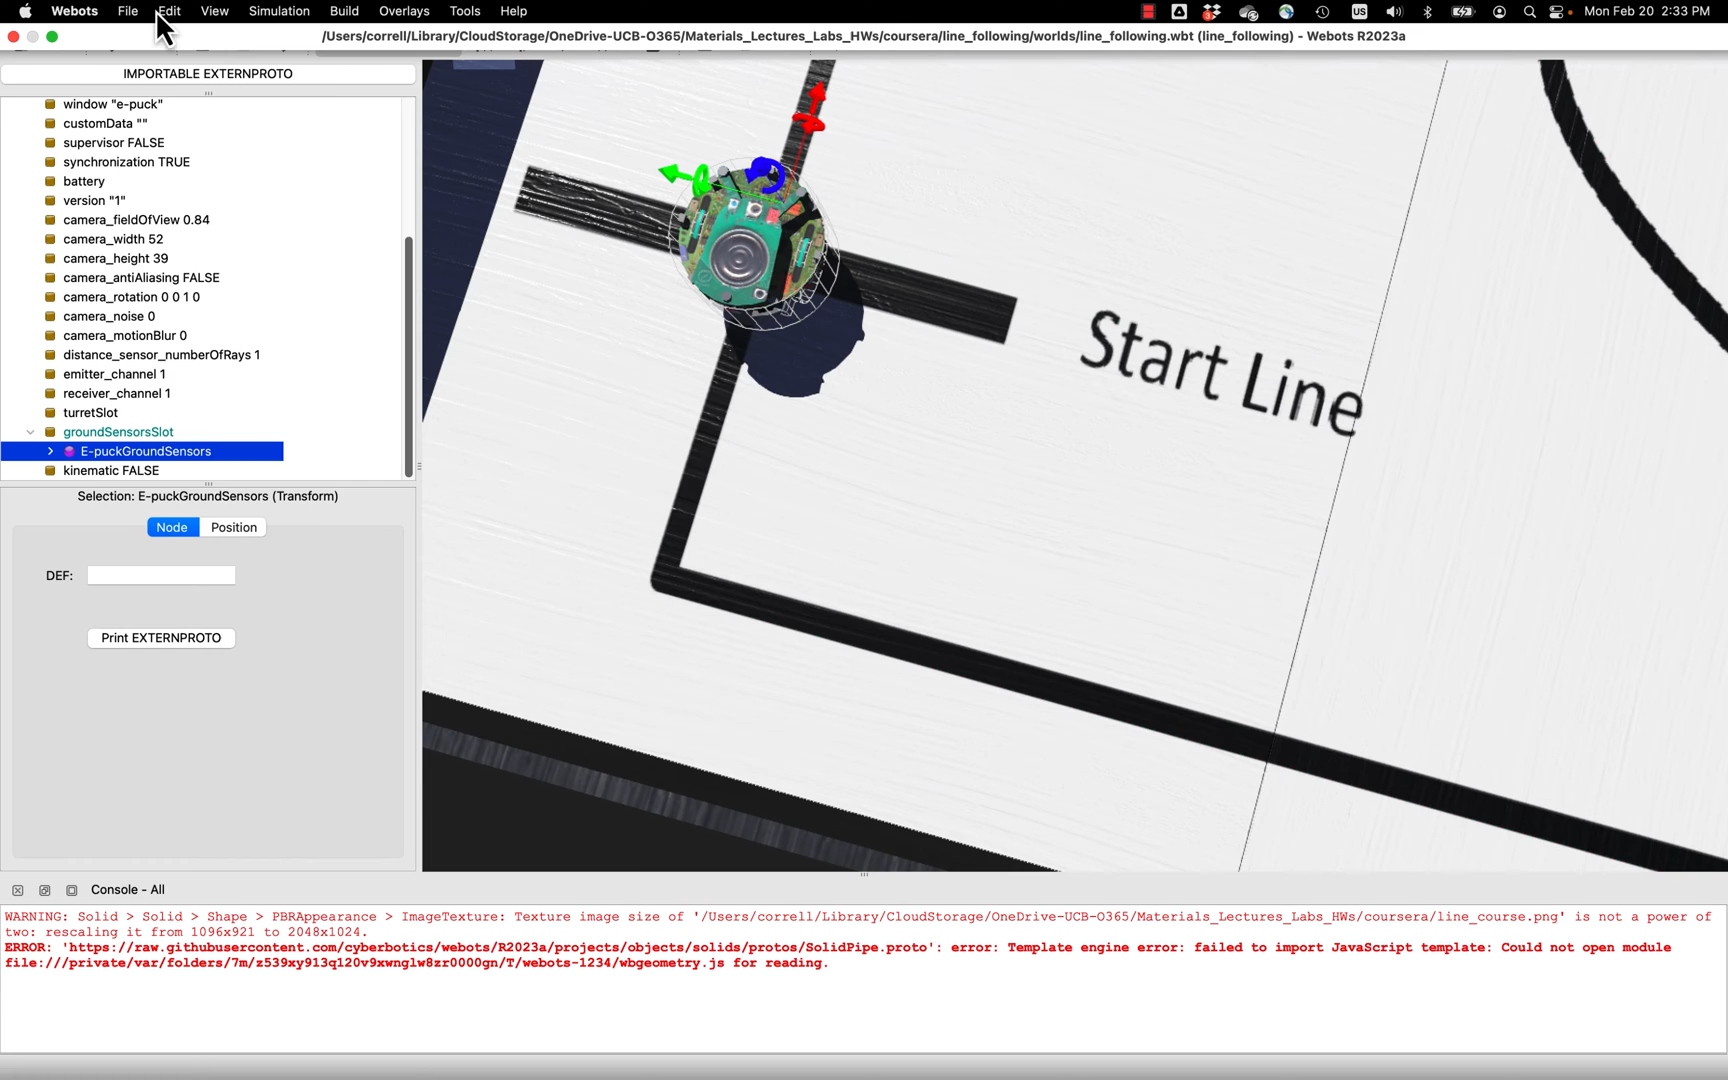 Webots File Edit View Simulation Build Overlays Tools Help US Mon Feb 20 2:33 PM
/Users/correll/Library/CloudStorage/OneDrive-UCB-O365/Materials_Lectures_Labs_HWs/coursera/line_following/worlds/line_following.wbt (line_following) - Webots R2023a
IMPORTABLE EXTERNPROTO
window "e-puck"
customData ""
supervisor FALSE
synchronization TRUE
battery
version "1"
camera_fieldOfView 0.84
camera_width 52
camera_height 39
camera_antiAliasing FALSE
camera_rotation 0 0 1 0
camera_noise 0
camera_motionBlur 0
distance_sensor_numberOfRays 1
emitter_channel 1
receiver_channel 1
turretSlot
groundSensorsSlot
E-puckGroundSensors
kinematic FALSE
Selection: E-puckGroundSensors (Transform)
Node Position
DEF:
Print EXTERNPROTO
Start Line
Console - All
WARNING: Solid > Solid > Shape > PBRAppearance > ImageTexture: Texture image size of '/Users/correll/Library/CloudStorage/OneDrive-UCB-O365/Materials_Lectures_Labs_HWs/coursera/line_course.png' is not a power of
two: rescaling it from 1096x921 to 2048x1024.
ERROR: 'https://raw.githubusercontent.com/cyberbotics/webots/R2023a/projects/objects/solids/protos/SolidPipe.proto': error: Template engine error: failed to import JavaScript template: Could not open module
file:///private/var/folders/7m/z539xy913q120v9xwnglw8zr0000gn/T/webots-1234/wbgeometry.js for reading.